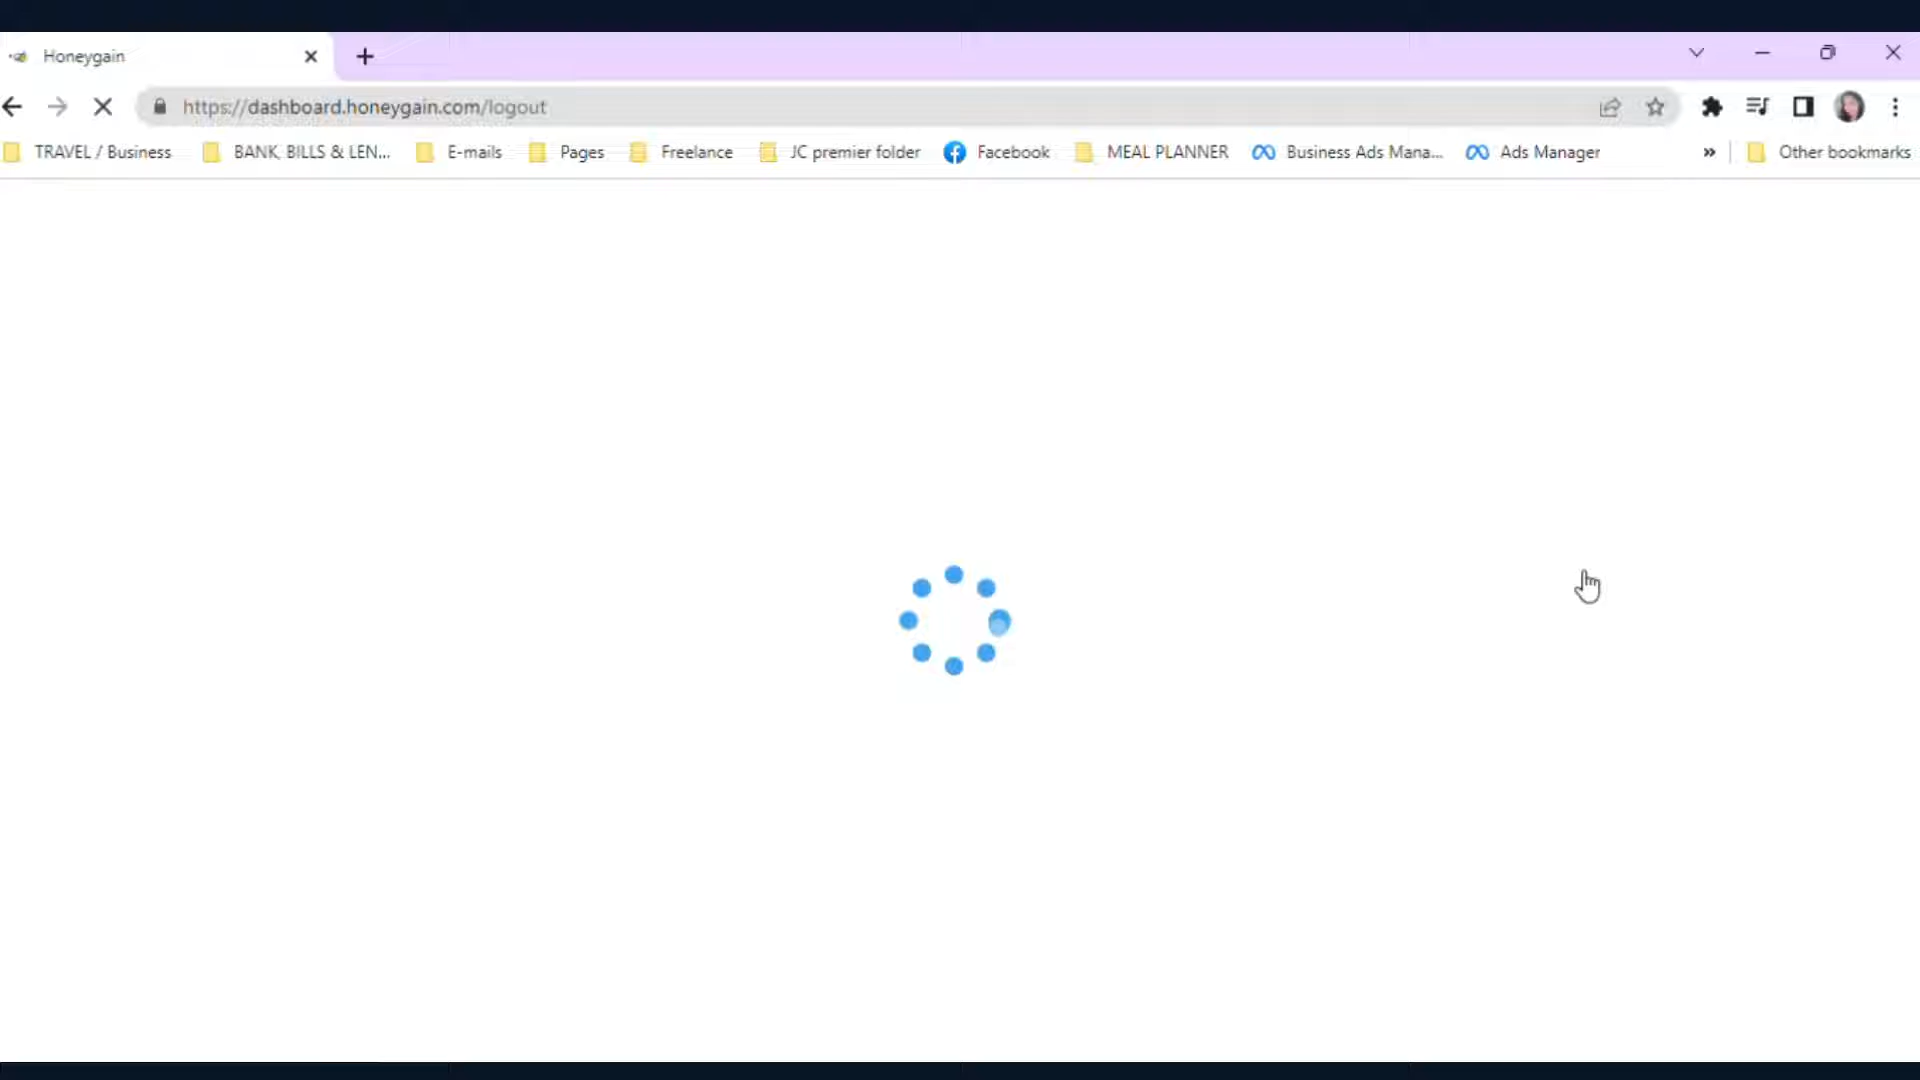 Honeygain
https://dashboard.honeygain.com/logout
TRAVEL / Business BANK, BILLS & LEN... E-mails Pages Freelance JC premier folder Facebook MEAL PLANNER Business Ads Mana... Ads Manager » Other bookmarks